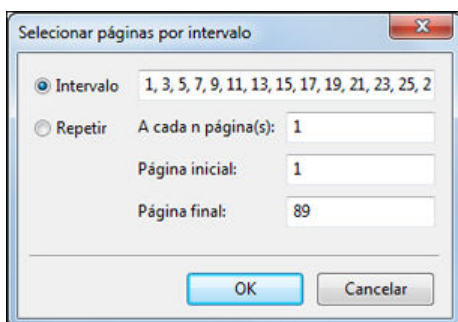 Selecionar páginas por intervalo
Intervalo 1, 3, 5, 7, 9, 11, 13, 15, 17, 19, 21, 23, 25, 2
Repetir A cada n página(s): 1
Página inicial: 1
Página final: 89
OK Cancelar